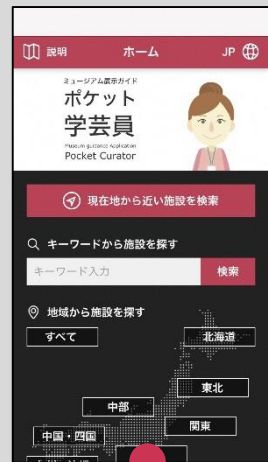 説明
ホーム
JP
ミュージアム展示ガイド
ポケット
学芸員
Museum guidance Application
Pocket Curator
現在地から近い施設を検索
キーワードから施設を探す
キーワード入力
検索
地域から施設を探す
すべて
北海道
東北
中部
関東
中国・四国